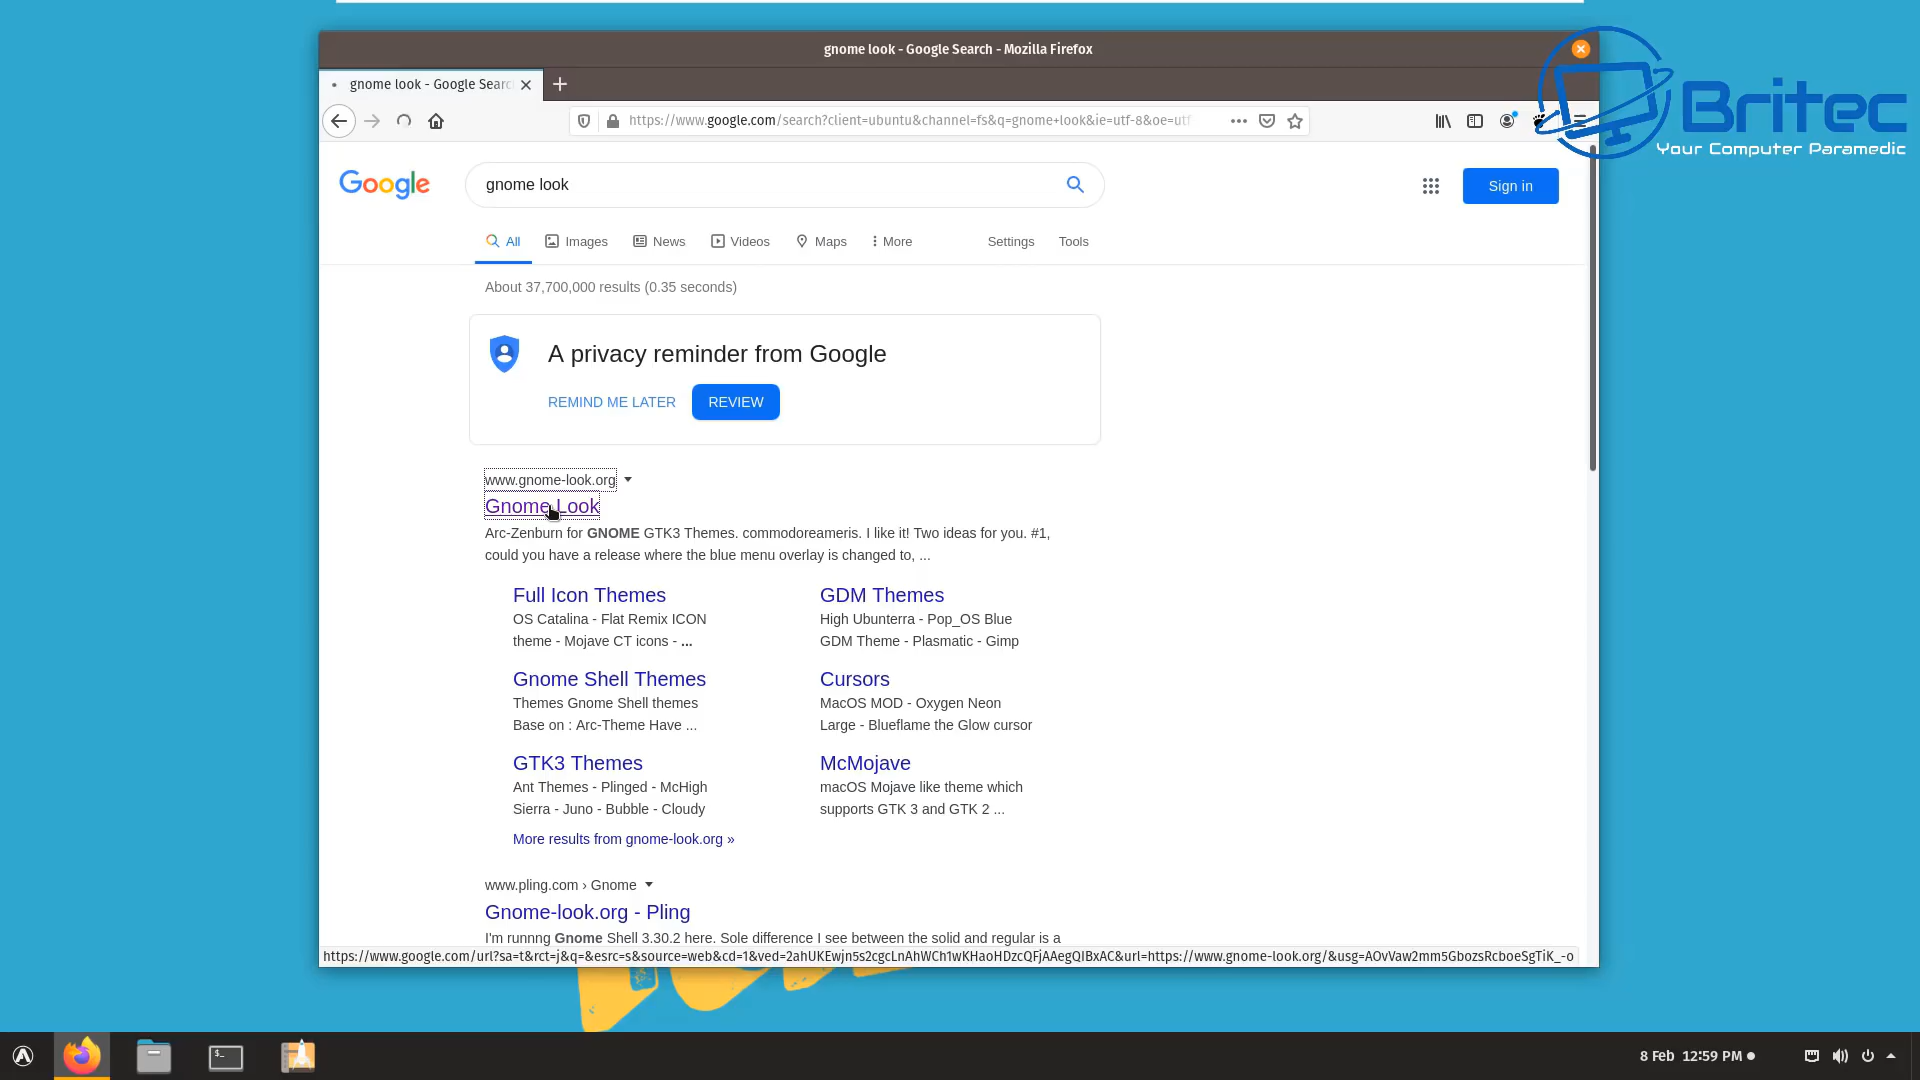 gnome look - Google Search - Mozilla Firefox
gnome look - Google Searc
https://www.google.com/search?client=ubuntu&channel=fs&q=gnome+look&ie=utf-8&oe=utf
Britec
Your Computer Paramedic
Google
gnome look
Sign in
All
Images
News
Videos
Maps
More
Settings
Tools
About 37,700,000 results (0.35 seconds)
A privacy reminder from Google
REMIND ME LATER
REVIEW
www.gnome-look.org
Gnome Look
Arc-Zenburn for GNOME GTK3 Themes. commodoreameris. I like it! Two ideas for you. #1,
could you have a release where the blue menu overlay is changed to, ...
Full Icon Themes
OS Catalina - Flat Remix ICON
theme - Mojave CT icons - ...
GDM Themes
High Ubunterra - Pop_OS Blue
GDM Theme - Plasmatic - Gimp
Gnome Shell Themes
Themes Gnome Shell themes
Base on : Arc-Theme Have ...
Cursors
MacOS MOD - Oxygen Neon
Large - Blueflame the Glow cursor
GTK3 Themes
Ant Themes - Plinged - McHigh
Sierra - Juno - Bubble - Cloudy
McMojave
macOS Mojave like theme which
supports GTK 3 and GTK 2 ...
More results from gnome-look.org »
www.pling.com › Gnome
Gnome-look.org - Pling
I'm runnng Gnome Shell 3.30.2 here. Sole difference I see between the solid and regular is a
https://www.google.com/url?sa=t&rct=j&q=&esrc=s&source=web&cd=1&ved=2ahUKEwjn5s2cgcLnAhWCh1wKHaoHDzcQFjAAegQIBxAC&url=https://www.gnome-look.org/&usg=AOvVaw2mm5GbozsRcboeSgTiK_-o
8 Feb 12:59 PM